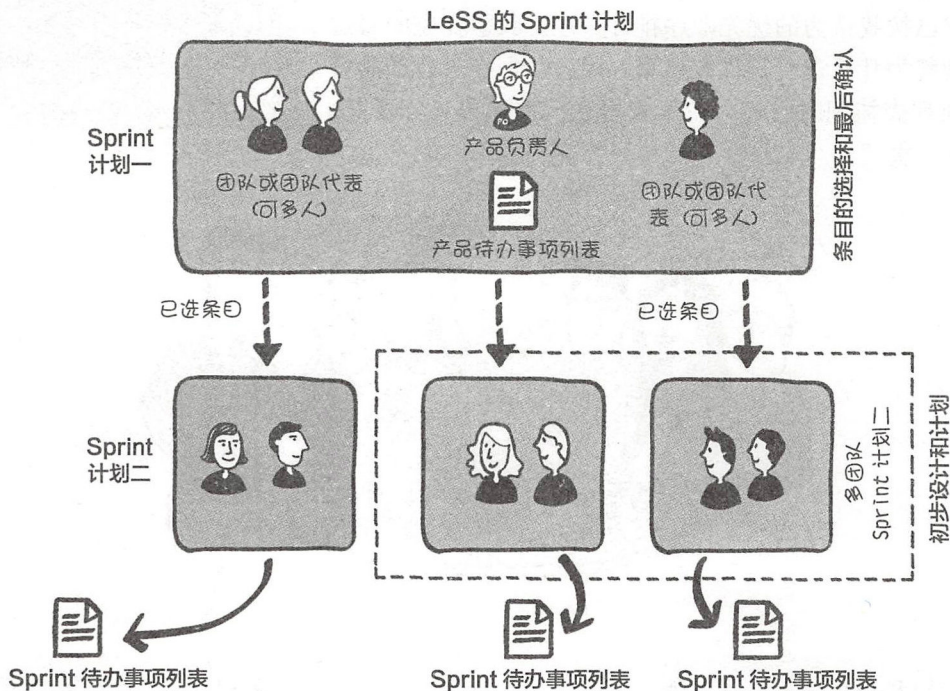 LeSS 的 Sprint 计划
Sprint
计划一
PO
产品负责人
团队或团队代表
(可多人)
团队或团队代
表 (可多人)
产品待办事项列表
条目的选择和最后确认
已选条目
已选条目
Sprint
计划二
多团队
Sprint 计划二
初步设计和计划
Sprint 待办事项列表
Sprint 待办事项列表
Sprint 待办事项列表